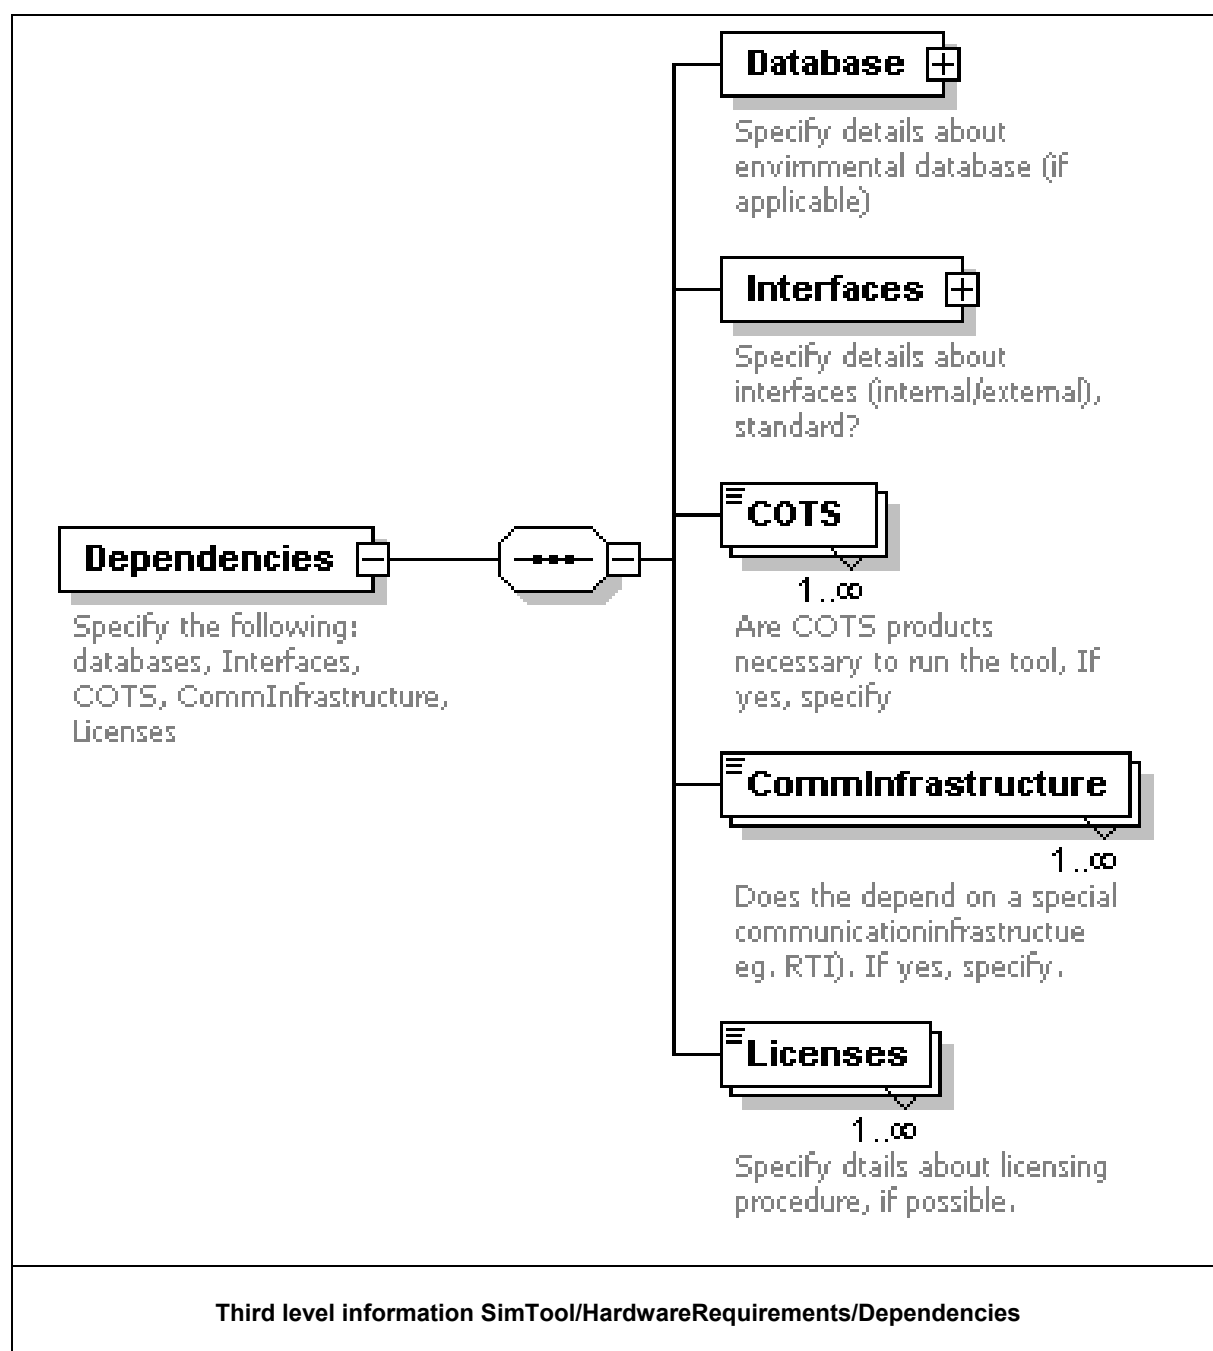 Database
Specify details about
envirnmental database (if
applicable)
Interfaces
Specify details about
interfaces (internal/external),
standard?
COTS
1..∞
Are COTS products
necessary to run the tool, If
yes, specify
Dependencies
Specify the following:
databases, Interfaces,
COTS, CommInfrastructure,
Licenses
CommInfrastructure
1..∞
Does the depend on a special
communicationinfrastructue
eg. RTI). If yes, specify.
Licenses
1..∞
Specify dtails about licensing
procedure, if possible.
Third level information SimTool/HardwareRequirements/Dependencies